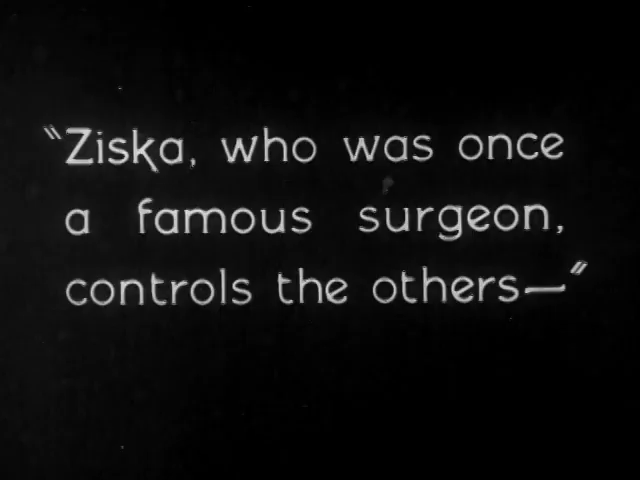 "Ziska, who was once
a famous surgeon,
controls the others—"